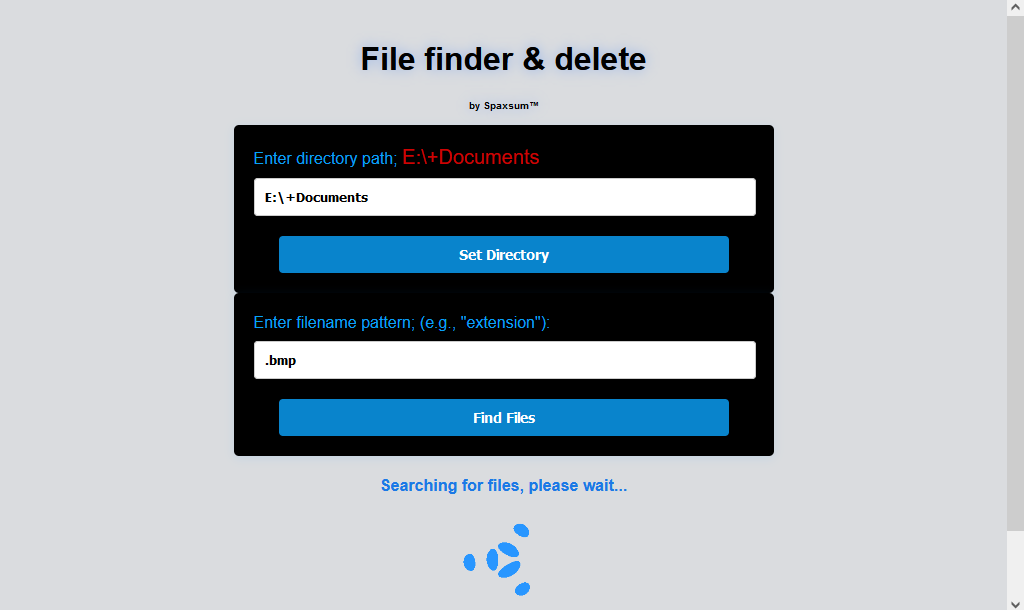 File finder & delete
by Spaxsum™
Enter directory path; E:\+Documents
E:\+Documents
Set Directory
Enter filename pattern; (e.g., "extension"):
.bmp
Find Files
Searching for files, please wait...